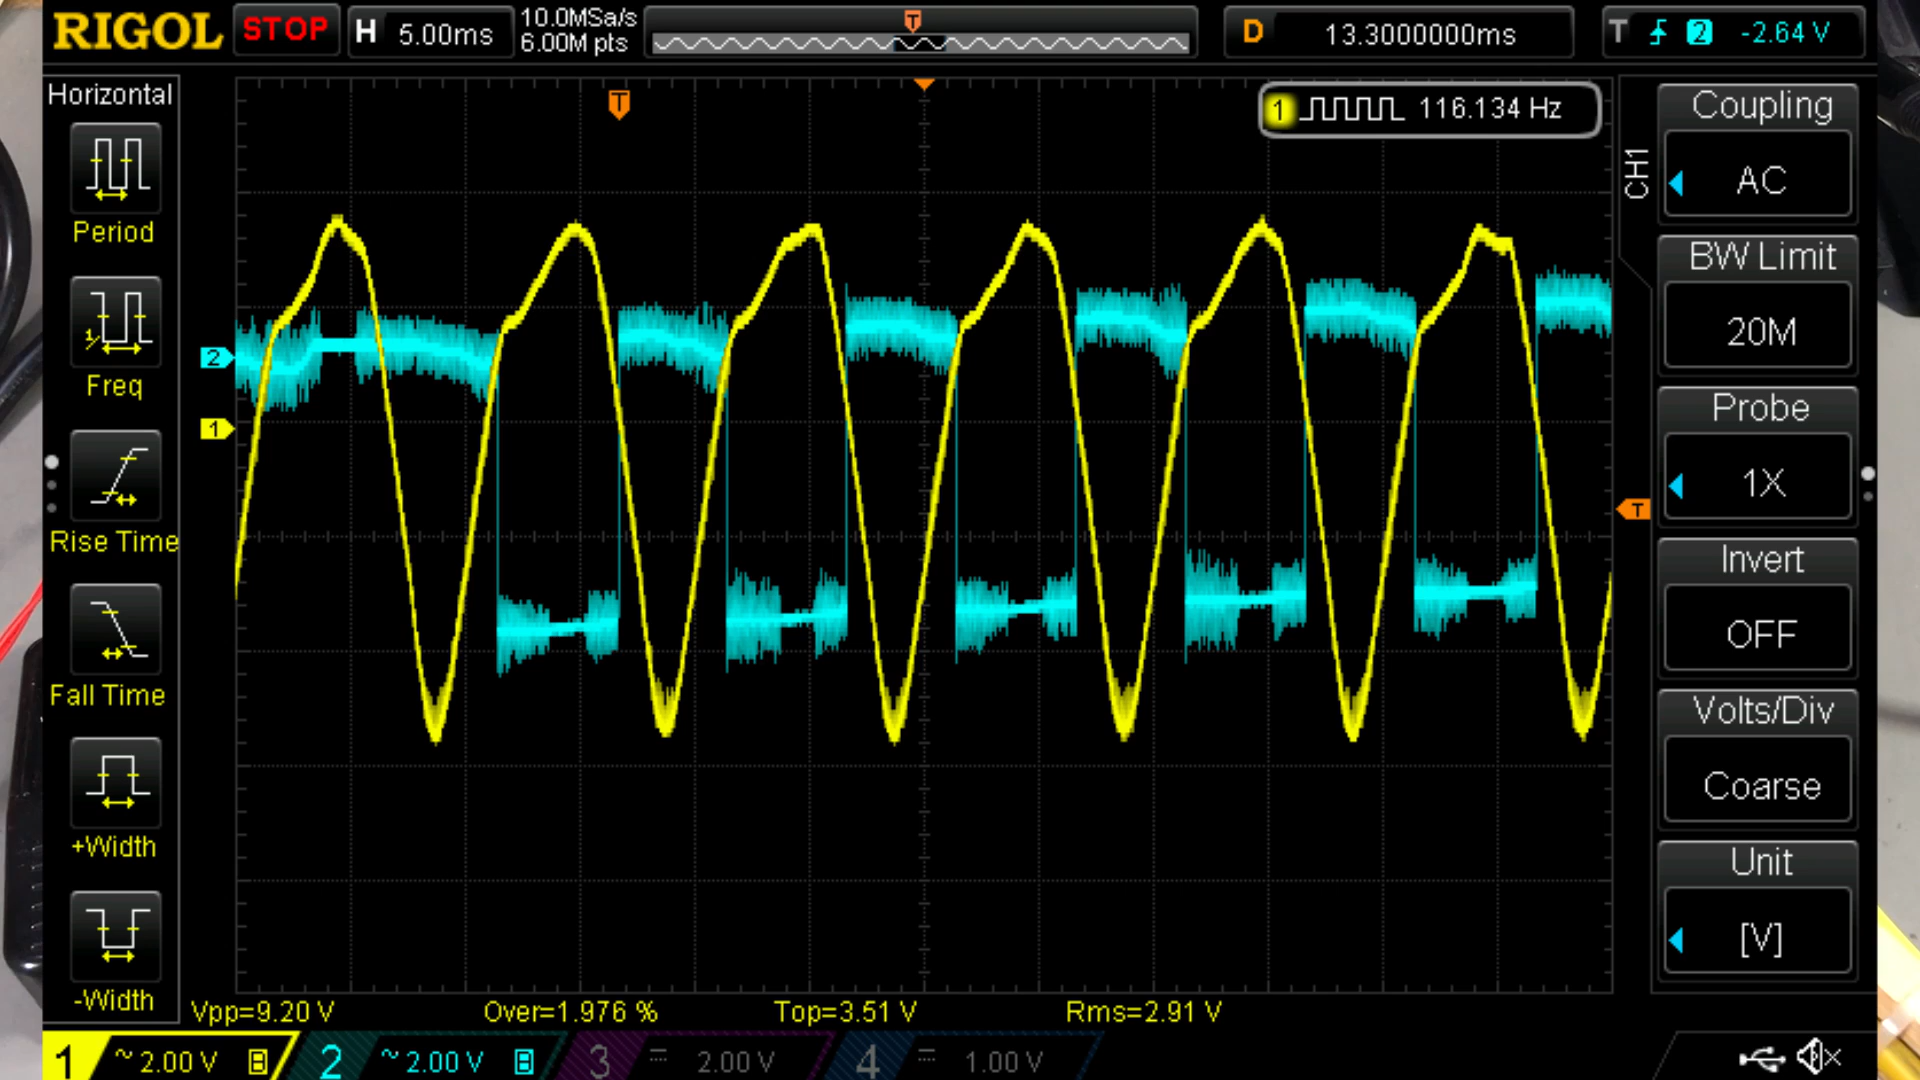 RIGOL STOP H 5.00ms 10.0MSa/s 6.00M pts T D 13.3000000ms T 2 -2.64 V
Horizontal
T
1 116.134 Hz
Period
Freq
Rise Time
Fall Time
+Width
-Width
2
1
T
CH1
Coupling
AC
BW Limit
20M
Probe
1X
Invert
OFF
Volts/Div
Coarse
Unit
[V]
Vpp=9.20 V Over=1.976 % Top=3.51 V Rms=2.91 V
1 ~ 2.00 V B 2 ~ 2.00 V B 3 2.00 V 4 1.00 V